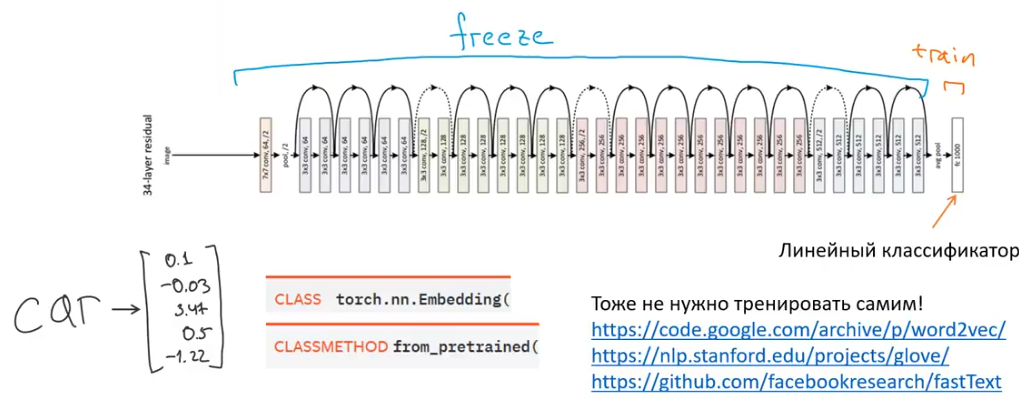 freeze
train
34-layer residual
image
7x7 conv, 64, /2
pool, /2
3x3 conv, 64
3x3 conv, 64
3x3 conv, 64
3x3 conv, 64
3x3 conv, 64
3x3 conv, 64
3x3 conv, 128, /2
3x3 conv, 128
3x3 conv, 128
3x3 conv, 128
3x3 conv, 128
3x3 conv, 128
3x3 conv, 128
3x3 conv, 128
3x3 conv, 256, /2
3x3 conv, 256
3x3 conv, 256
3x3 conv, 256
3x3 conv, 256
3x3 conv, 256
3x3 conv, 256
3x3 conv, 256
3x3 conv, 256
3x3 conv, 256
3x3 conv, 256
3x3 conv, 256
3x3 conv, 512, /2
3x3 conv, 512
3x3 conv, 512
3x3 conv, 512
3x3 conv, 512
3x3 conv, 512
avg pool
fc 1000
Линейный классификатор
car
0.1
-0.03
3.47
0.5
-1.22
CLASS torch.nn.Embedding(
CLASSMETHOD from_pretrained(
Тоже не нужно тренировать самим!
https://code.google.com/archive/p/word2vec/
https://nlp.stanford.edu/projects/glove/
https://github.com/facebookresearch/fastText